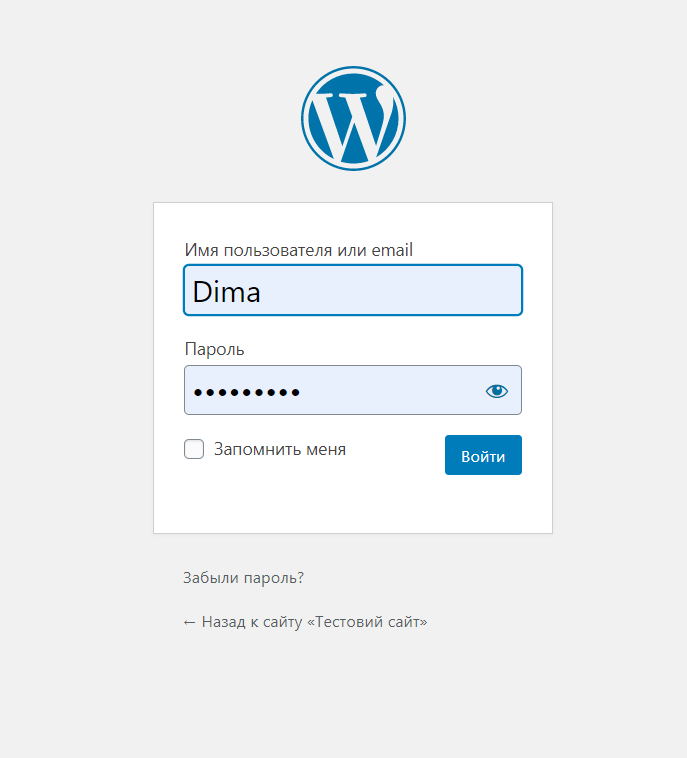 Имя пользователя или email
Dima
Пароль
•••••••••
Запомнить меня
Войти
Забыли пароль?
← Назад к сайту «Тестовий сайт»